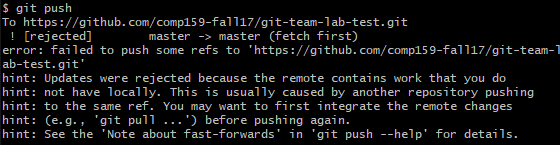 $ git push
To https://github.com/comp159-fall17/git-team-lab-test.git
 ! [rejected]        master -> master (fetch first)
error: failed to push some refs to 'https://github.com/comp159-fall17/git-team-l
ab-test.git'
hint: Updates were rejected because the remote contains work that you do
hint: not have locally. This is usually caused by another repository pushing
hint: to the same ref. You may want to first integrate the remote changes
hint: (e.g., 'git pull ...') before pushing again.
hint: See the 'Note about fast-forwards' in 'git push --help' for details.